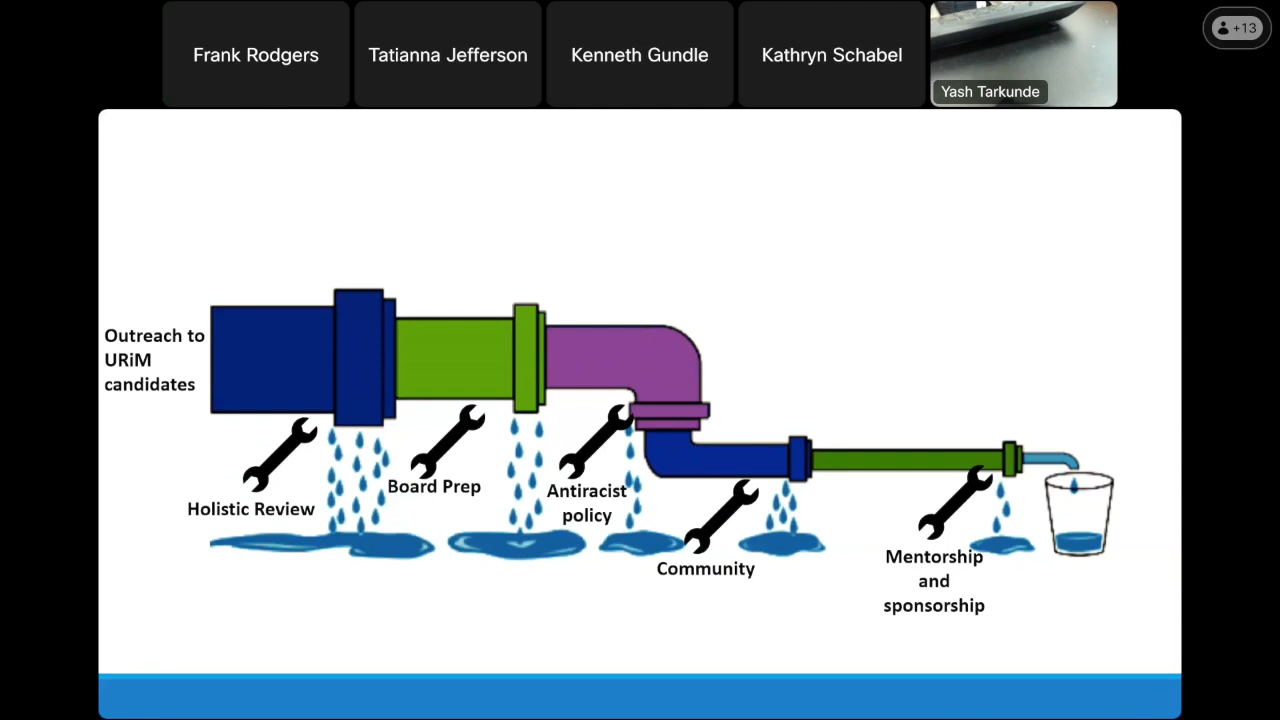 Frank Rodgers
Tatianna Jefferson
Kenneth Gundle
Kathryn Schabel
Yash Tarkunde
+13
Outreach to
URiM
candidates
Holistic Review
Board Prep
Antiracist
policy
Community
Mentorship
and
sponsorship